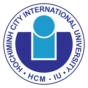 HOCHIMINH CITY INTERNATIONAL UNIVERSITY
• HCM - IU •